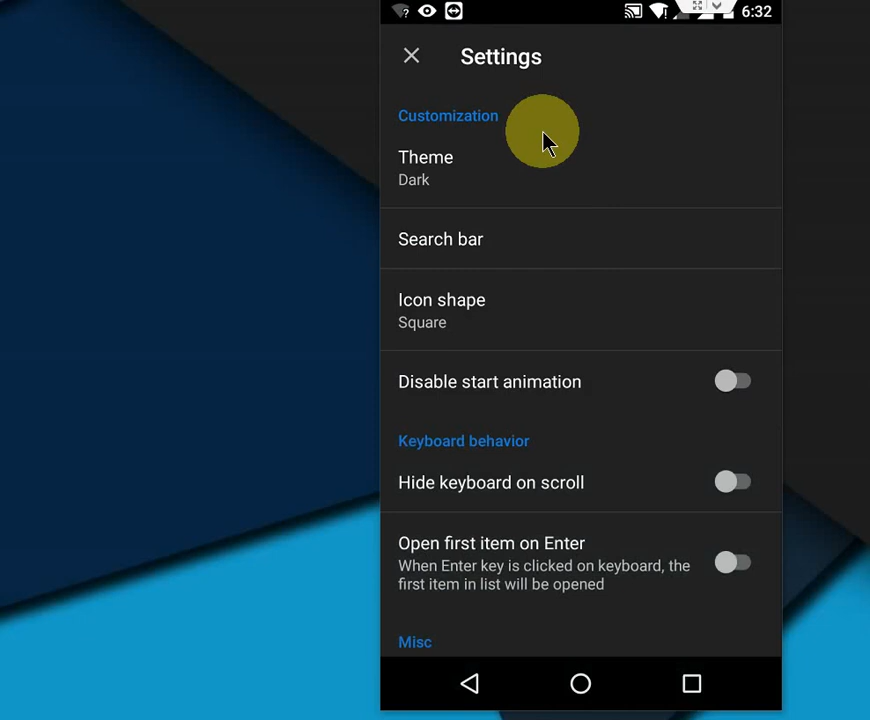 ?
6:32
Settings
Customization
Theme
Dark
Search bar
Icon shape
Square
Disable start animation
Keyboard behavior
Hide keyboard on scroll
Open first item on Enter
When Enter key is clicked on keyboard, the
first item in list will be opened
Misc